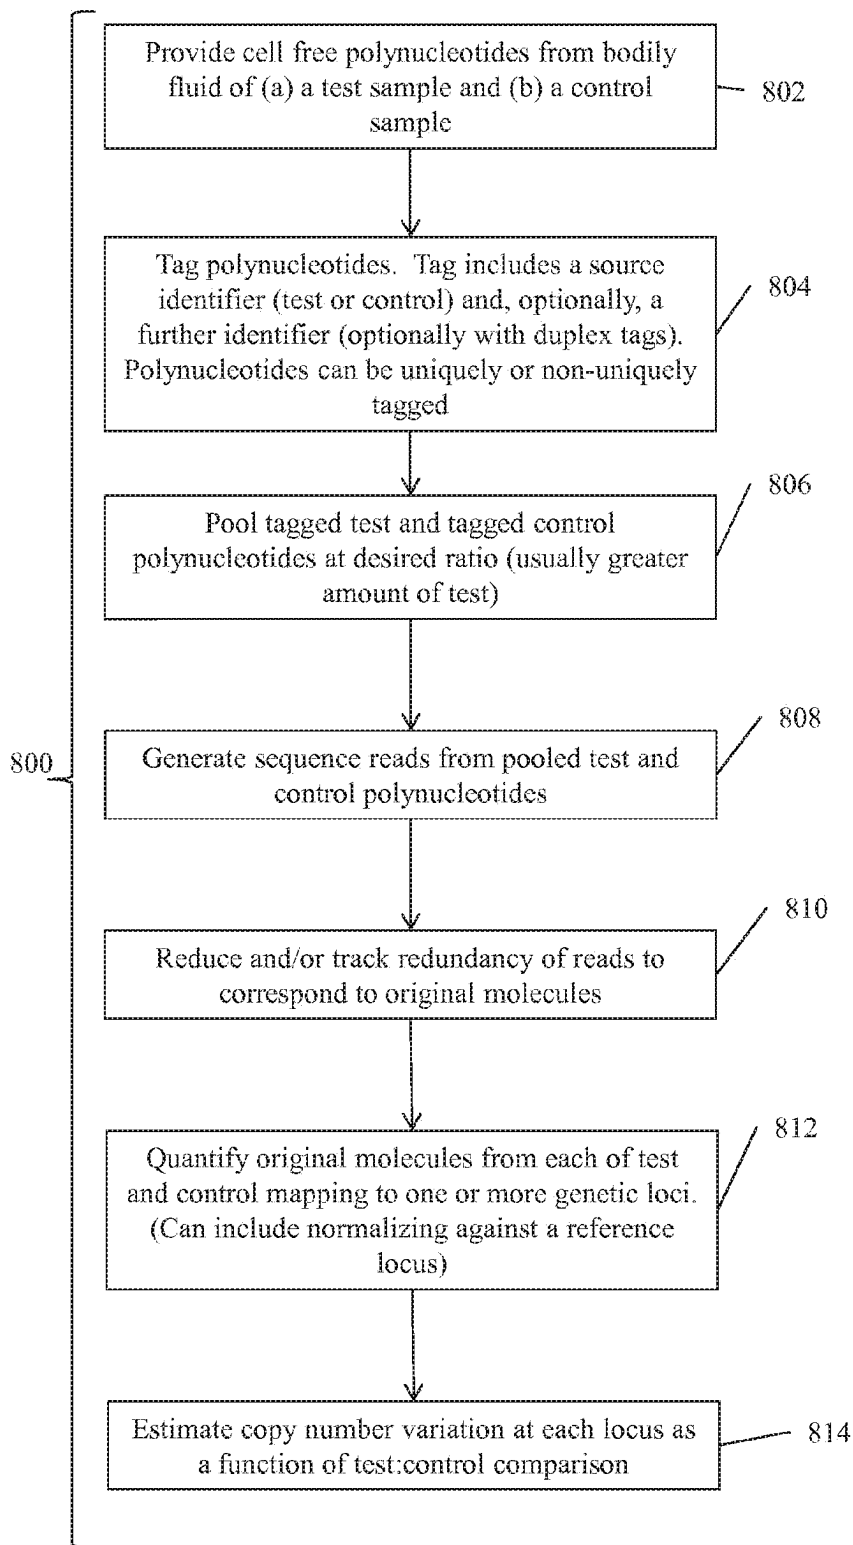 Provide cell free polynucleotides from bodily
fluid of (a) a test sample and (b) a control
sample
802
Tag polynucleotides.  Tag includes a source
identifier (test or control) and, optionally, a
further identifier (optionally with duplex tags).
Polynucleotides can be uniquely or non-uniquely
tagged
804
Pool tagged test and tagged control
polynucleotides at desired ratio (usually greater
amount of test)
806
800
Generate sequence reads from pooled test and
control polynucleotides
808
Reduce and/or track redundancy of reads to
correspond to original molecules
810
Quantify original molecules from each of test
and control mapping to one or more genetic loci.
(Can include normalizing against a reference
locus)
812
Estimate copy number variation at each locus as
a function of test:control comparison
814